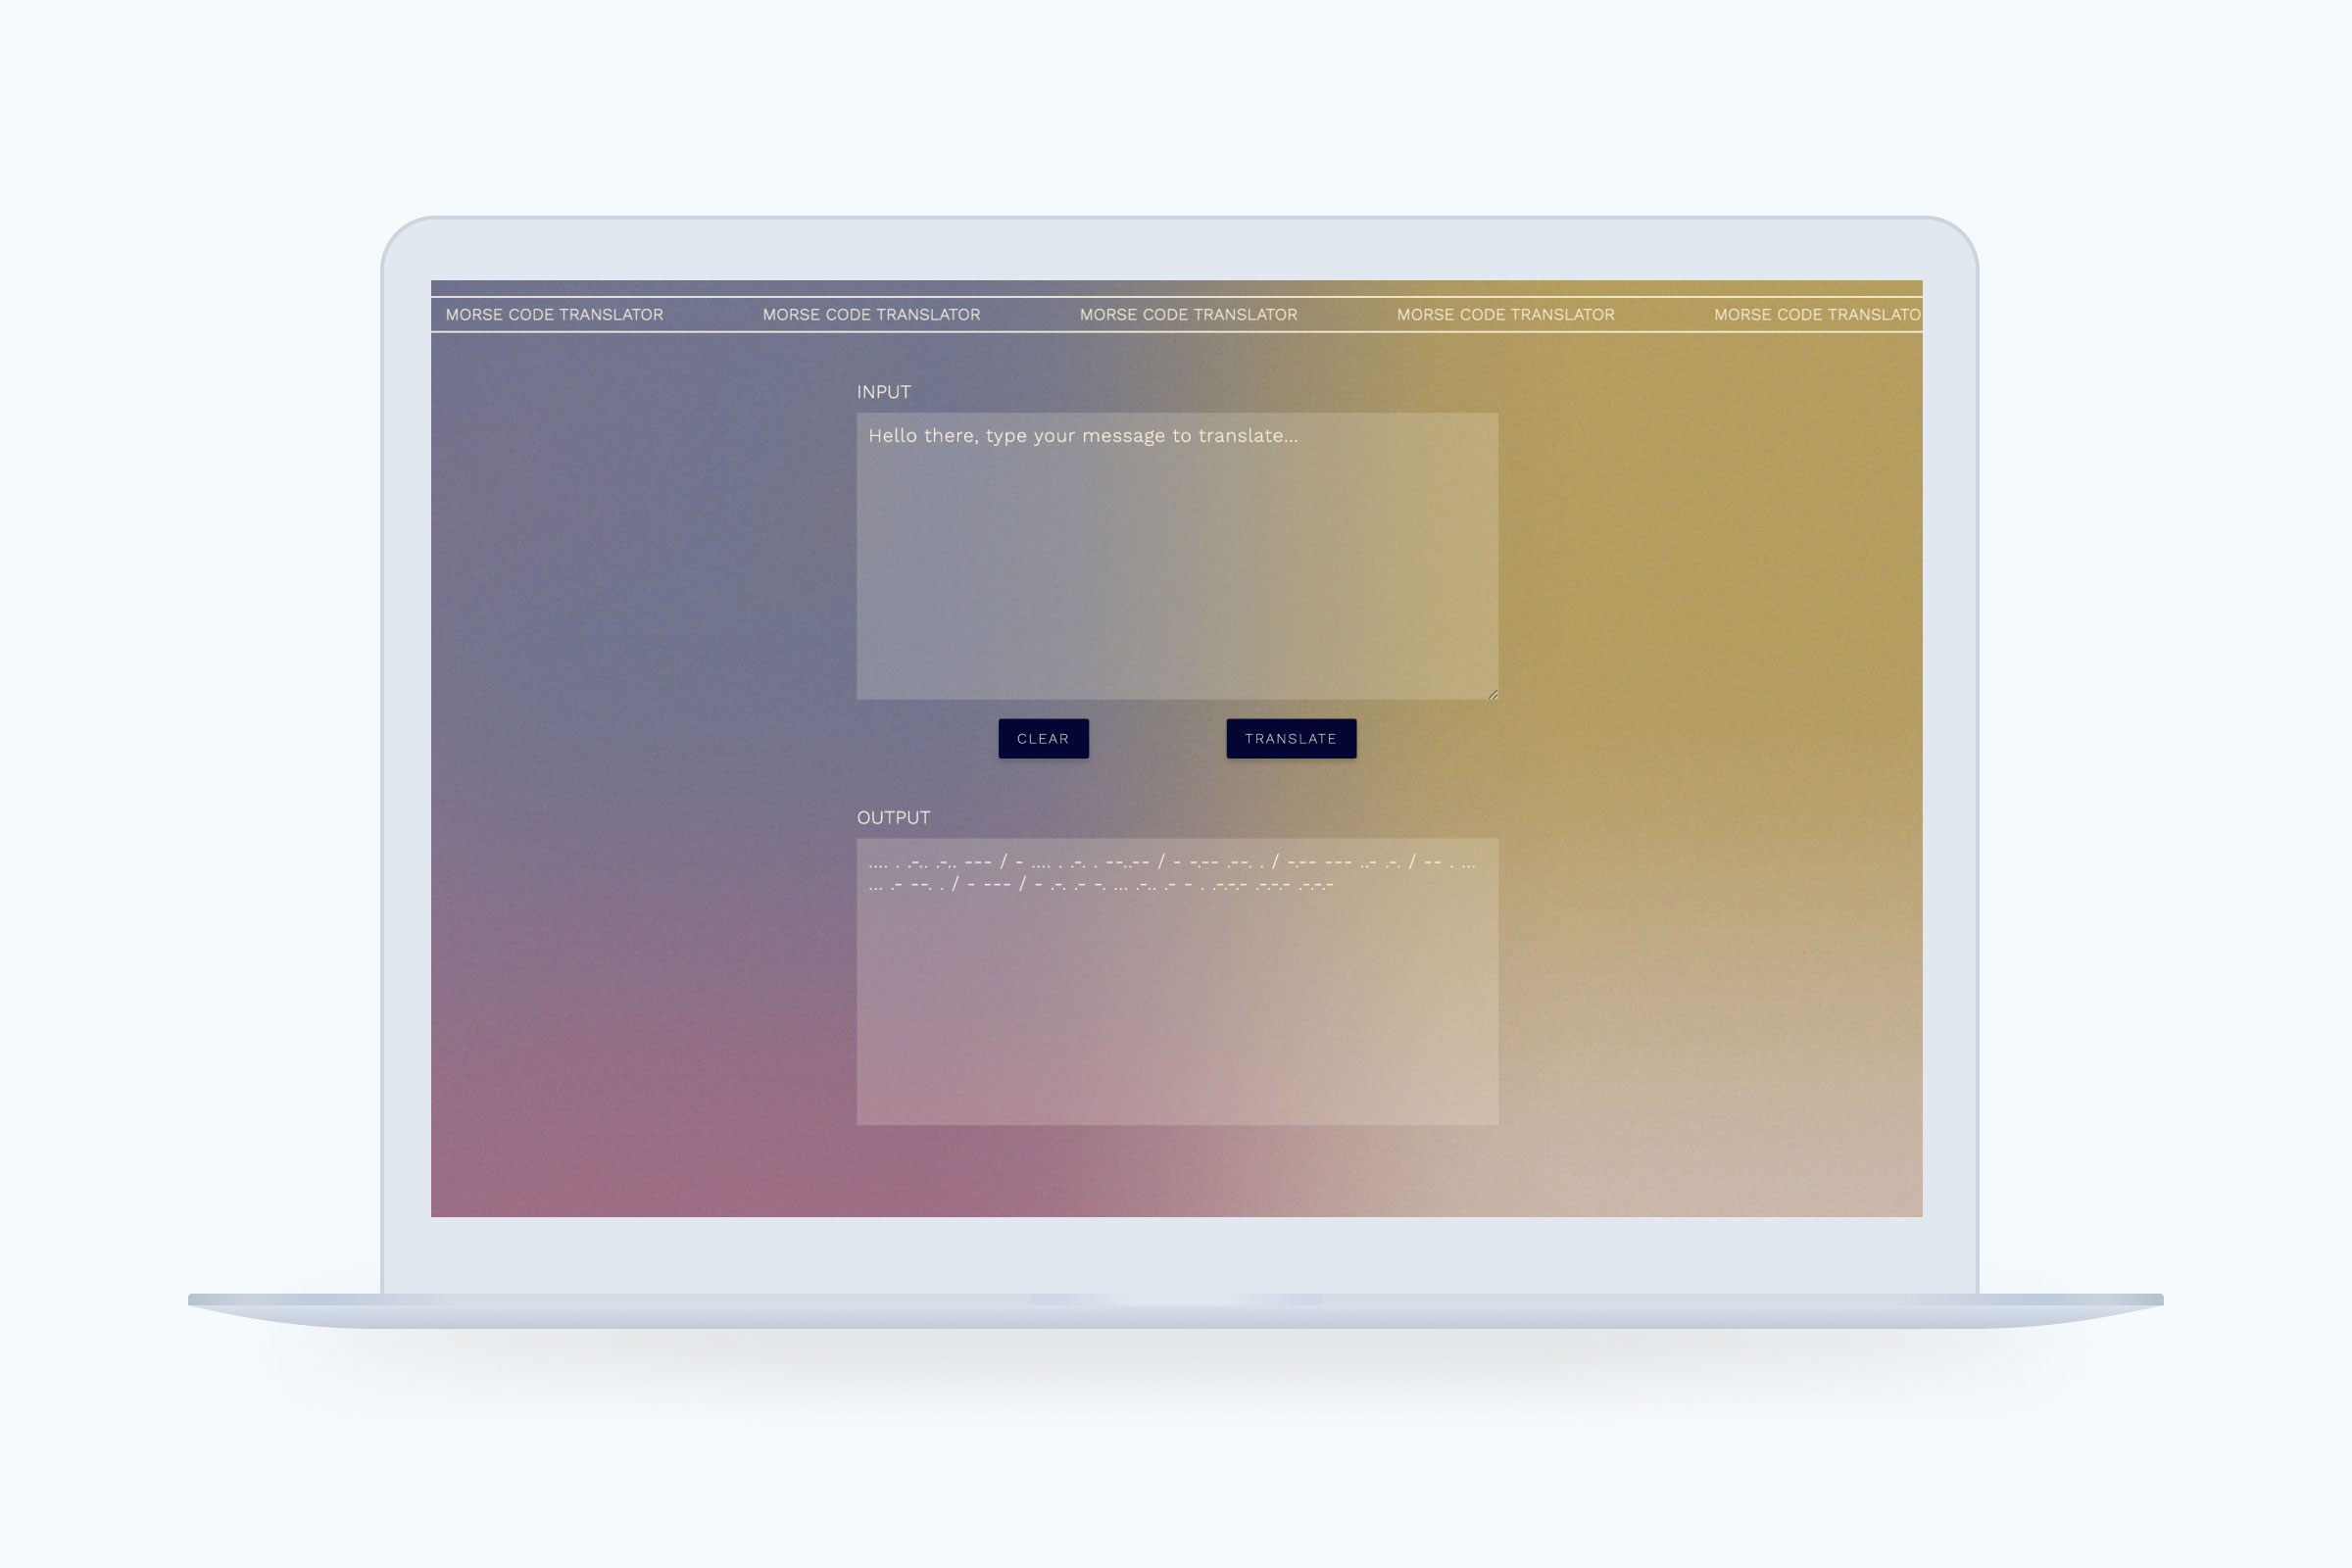 MORSE CODE TRANSLATOR MORSE CODE TRANSLATOR MORSE CODE TRANSLATOR MORSE CODE TRANSLATOR MORSE CODE TRANSLATO
INPUT
Hello there, type your message to translate...
CLEAR TRANSLATE
OUTPUT
.... . .-.. .-.. --- / - .... . .-. . --..-- / - -.-- .--. . / -.-- --- ..- .-. / -- . ...
... .- --. . / - --- / - .-. .- -. ... .-.. .- - . .-.-.- .-.-.- .-.-.-